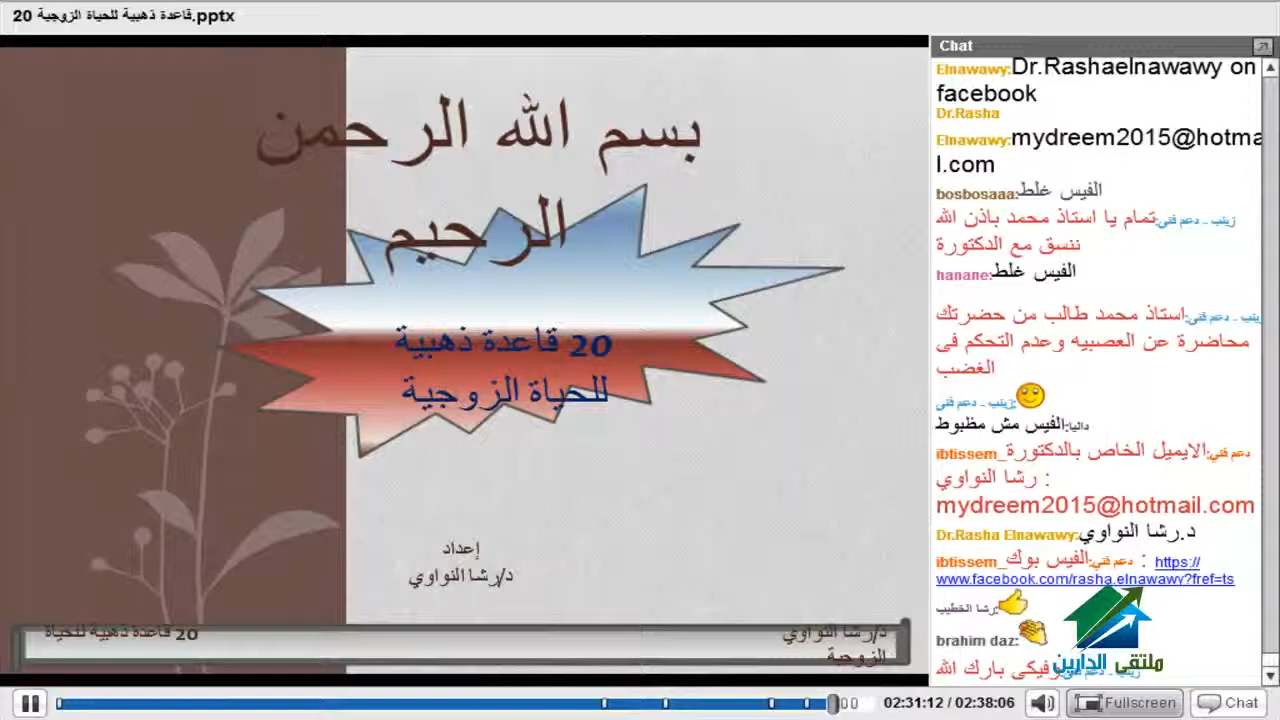 20 قاعدة ذهبية للحياة الزوجية.pptx
بسم الله الرحمن
الرحيم
20 قاعدة ذهبية
للحياة الزوجية
إعداد
د/رشا النواوي
د/رشا النواوي
20 قاعدة ذهبية للحياة
الزوجية
Chat
Elnawawy:Dr.Rashaelnawawy on
facebook
Dr.Rasha
Elnawawy:mydreem2015@hotmai
l.com
bosbosaaa:الفيس غلط
زينب - دعم فني:تمام يا استاذ محمد باذن الله
ننسق مع الدكتورة
hanane:الفيس غلط
زينب - دعم فني:استاذ محمد طالب من حضرتك
محاضرة عن العصبيه وعدم التحكم فى
الغضب
زينب - دعم فني:
داليا:الفيس مش مظبوط
ibtissem_دعم فني:الايميل الخاص بالدكتورة
رشا النواوي :
mydreem2015@hotmail.com
Dr.Rasha Elnawawy:د.رشا النواوي
ibtissem_دعم فني:الفيس بوك : https://
www.facebook.com/rasha.elnawawy?fref=ts
رشا الخطيب:
brahim daz:
زينب - دعم فني:وفيكى بارك الله
ملتقى الدارين
00
02:31:12 / 02:38:06
Fullscreen
Chat